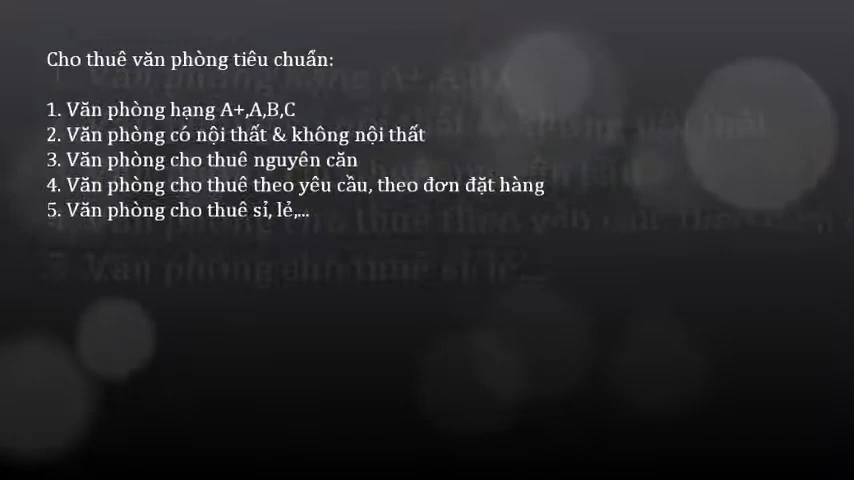 Cho thuê văn phòng tiêu chuẩn:
1. Văn phòng hạng A+,A,B,C
2. Văn phòng có nội thất & không nội thất
3. Văn phòng cho thuê nguyên căn
4. Văn phòng cho thuê theo yêu cầu, theo đơn đặt hàng
5. Văn phòng cho thuê sỉ, lẻ,...